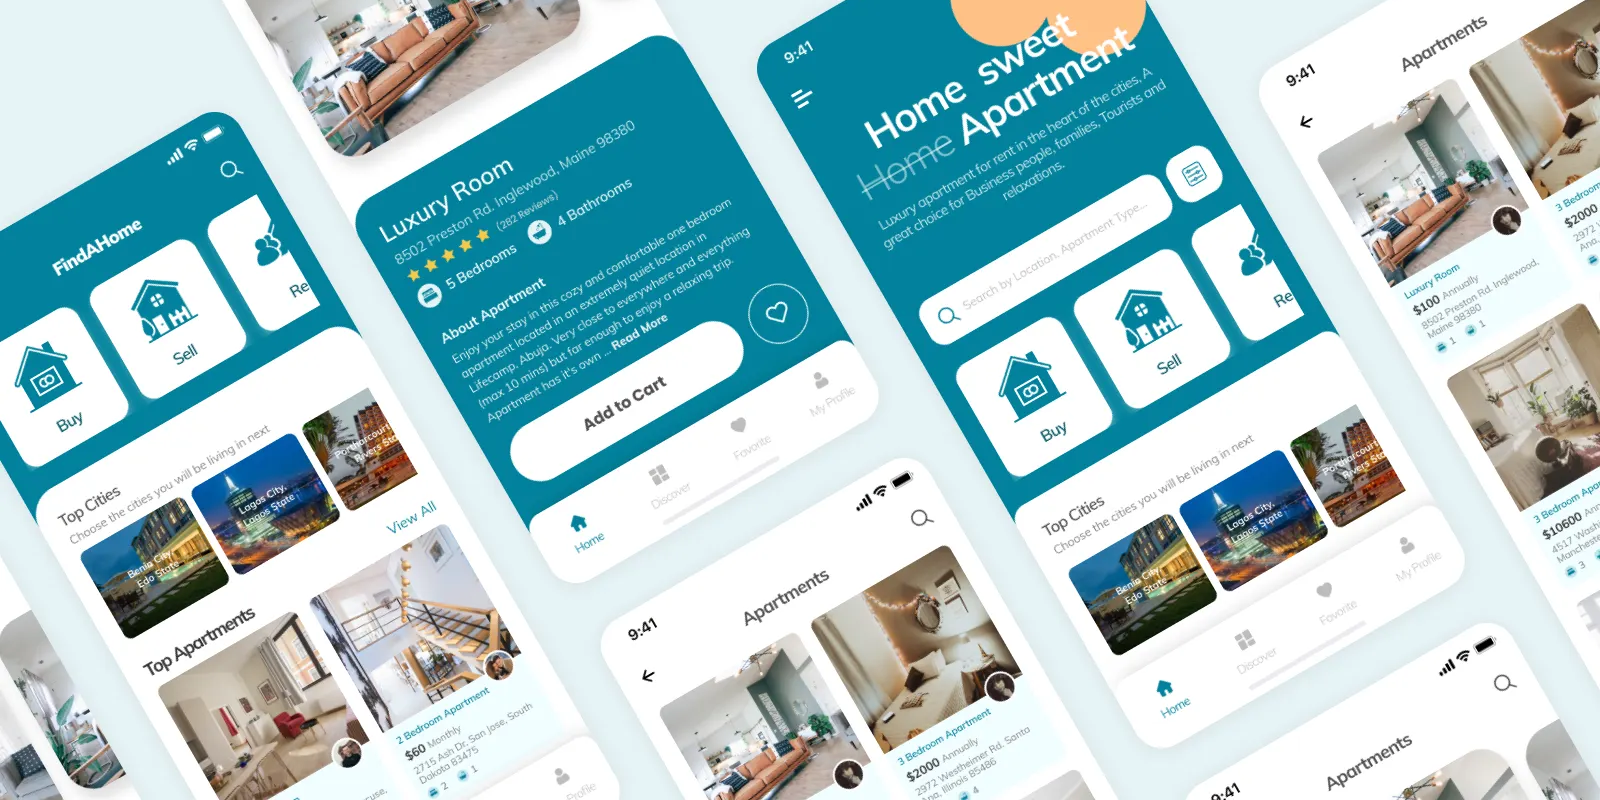 FindAHome
Buy
Sell
Re
Top Cities
Choose the cities you will be living in next
Benin City,
Edo State
Lagos City,
Lagos State
Portharcourt
Rivers Sta
View All
Top Apartments
2 Bedroom Apartment
$60 Monthly
2715 Ash Dr. San Jose, South
Dakota 83475
2
1
Profile
Luxury Room
8502 Preston Rd. Inglewood, Maine 98380
(282 Reviews)
5 Bedrooms
4 Bathrooms
About Apartment
Enjoy your stay in this cozy and comfortable one bedroom
apartment located in an extremely quiet location in
Lifecamp, Abuja. Very close to everywhere and everything
(max 10 mins) but far enough to enjoy a relaxing trip.
Apartment has it's own ... Read More
Add to Cart
Home
Discover
Favorite
My Profile
9:41
Apartments
3 Bedroom Apartment
$2000 Annually
2972 Westheimer Rd. Santa
Ana, Illinois 85486
4
9:41
Home sweet
Home Apartment
Luxury apartment for rent in the heart of the cities, A
great choice for Business people, families, Tourists and
relaxations.
Search by Location, Apartment Type...
Buy
Sell
Re
Top Cities
Choose the cities you will be living in next
Benin City,
Edo State
Lagos City,
Lagos State
Portharcourt
Rivers Sta
Home
Discover
Favorite
My Profile
9:41
Apartments
Luxury Room
$100 Annually
8502 Preston Rd. Inglewood,
Maine 98380
1
1
3 Bedroom
$2000
2972 W
Ana,
3 Bedroom Apar
$10600 Annu
4517 Wash
Manchest
3
9:41
Apartments